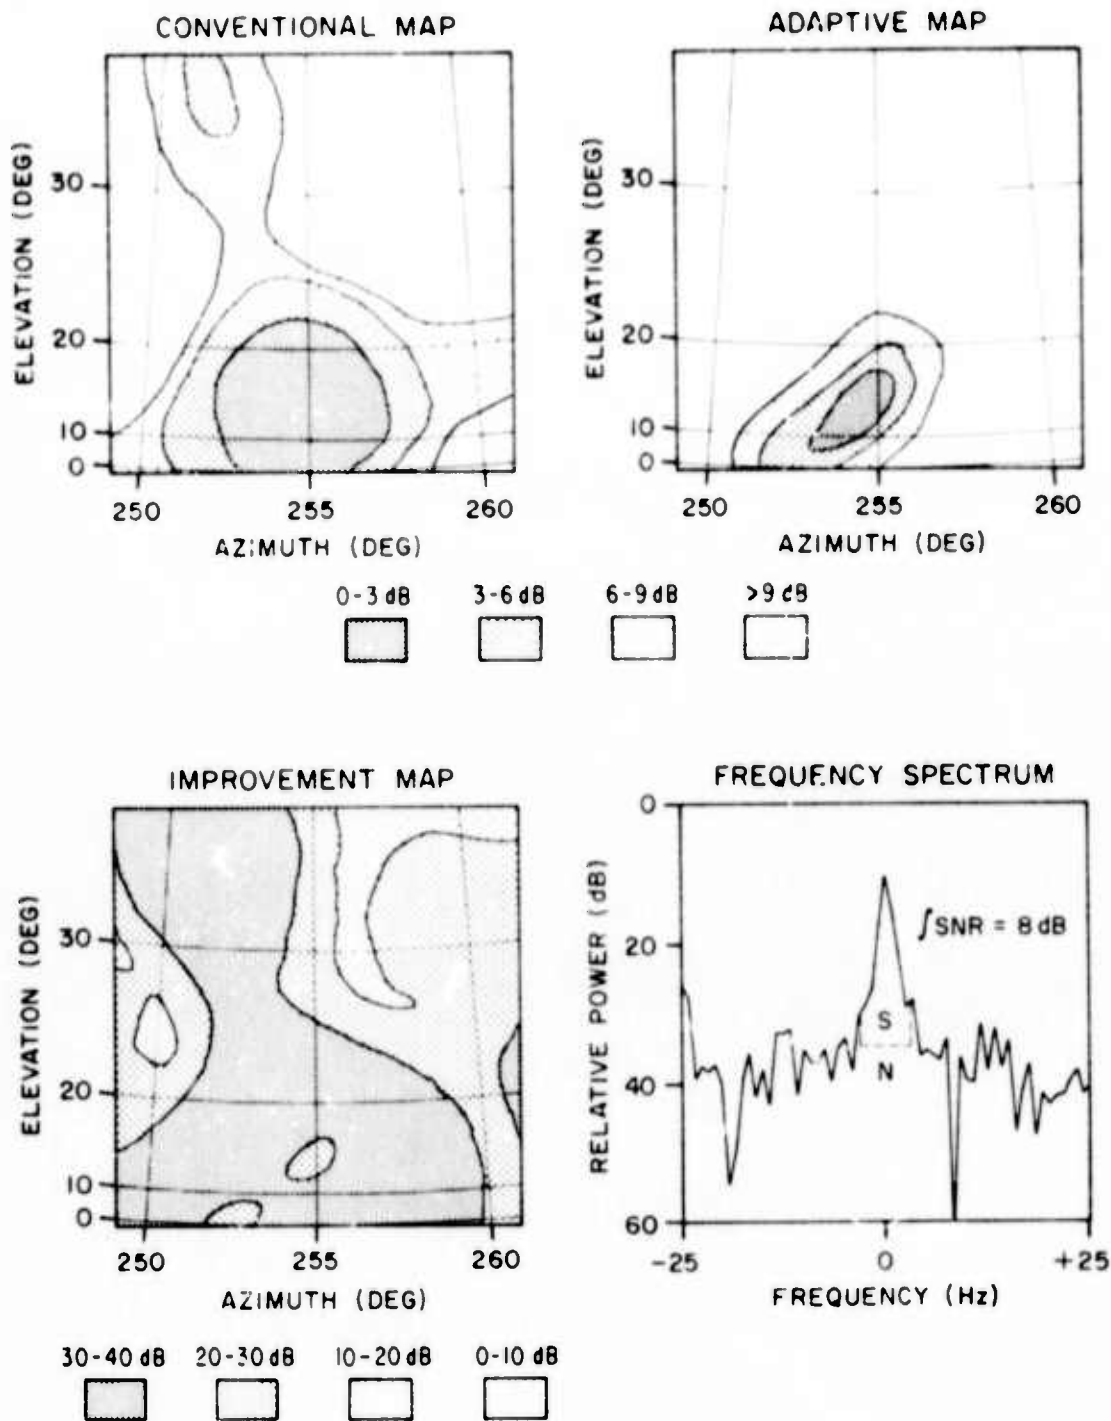 CONVENTIONAL MAP
ELEVATION (DEG)
30
20
10
0
250
255
260
AZIMUTH (DEG)
ADAPTIVE MAP
ELEVATION (DEG)
30
20
10
0
250
255
260
AZIMUTH (DEG)
0-3 dB
3-6 dB
6-9 dB
>9 dB
IMPROVEMENT MAP
ELEVATION (DEG)
30
20
10
0
250
255
260
AZIMUTH (DEG)
30-40 dB
20-30 dB
10-20 dB
0-10 dB
FREQUENCY SPECTRUM
RELATIVE POWER (dB)
0
20
40
60
∫SNR = 8 dB
S
N
-25
0
+25
FREQUENCY (Hz)